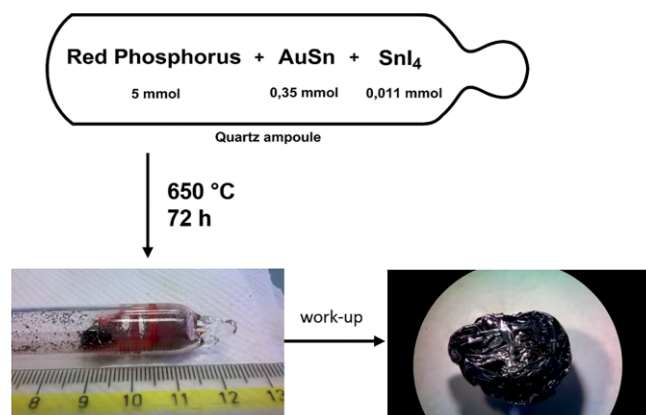 Red Phosphorus + AuSn + SnI₄
5 mmol 0,35 mmol 0,011 mmol
Quartz ampoule
650 °C
72 h
work-up
8 9 10 11 12 13